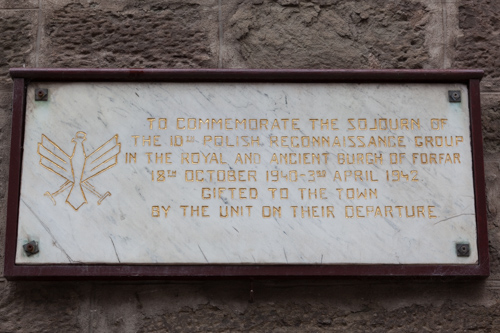 TO COMMEMORATE THE SOJOURN OF
THE 10TH POLISH RECONNAISSANCE GROUP
IN THE ROYAL AND ANCIENT BURGH OF FORFAR
18TH OCTOBER 1940-3RD APRIL 1942.
GIFTED TO THE TOWN
BY THE UNIT ON THEIR DEPARTURE